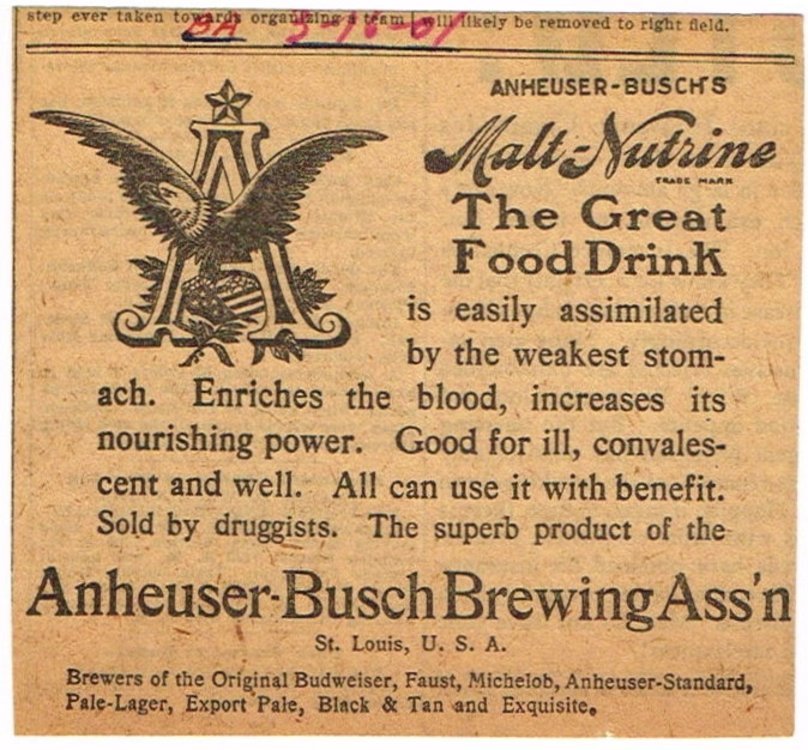 step ever taken towards organizing a team | will likely be removed to right field.
BA 3-16-01
ANHEUSER-BUSCH'S
Malt-Nutrine
TRADE MARK
The Great
Food Drink
is easily assimilated
by the weakest stom-
ach. Enriches the blood, increases its
nourishing power. Good for ill, convales-
cent and well. All can use it with benefit.
Sold by druggists. The superb product of the
Anheuser-Busch Brewing Ass'n
St. Louis, U. S. A.
Brewers of the Original Budweiser, Faust, Michelob, Anheuser-Standard,
Pale-Lager, Export Pale, Black & Tan and Exquisite.